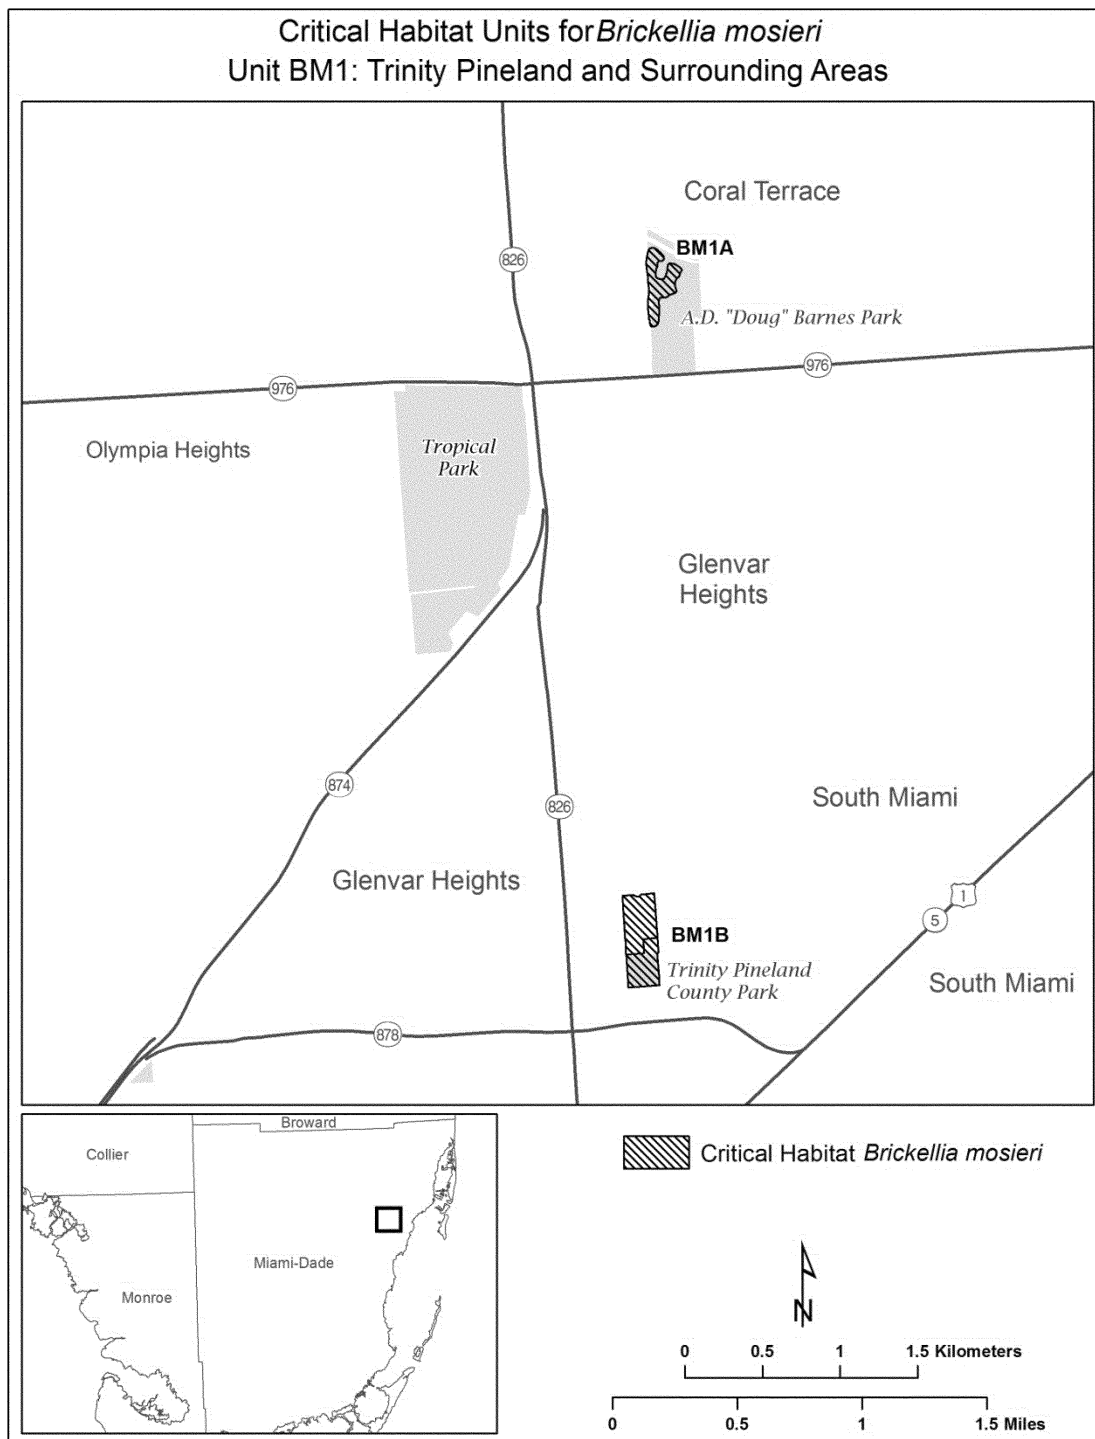 Critical Habitat Units for Brickellia mosieri
Unit BM1: Trinity Pineland and Surrounding Areas
Coral Terrace
BM1A
826
A.D. "Doug" Barnes Park
976
976
Olympia Heights
Tropical
Park
Glenvar
Heights
874
826
South Miami
Glenvar Heights
1
5
BM1B
Trinity Pineland
County Park
South Miami
878
Broward
Collier
Miami-Dade
Monroe
Critical Habitat Brickellia mosieri
N
0 0.5 1 1.5 Kilometers
0 0.5 1 1.5 Miles